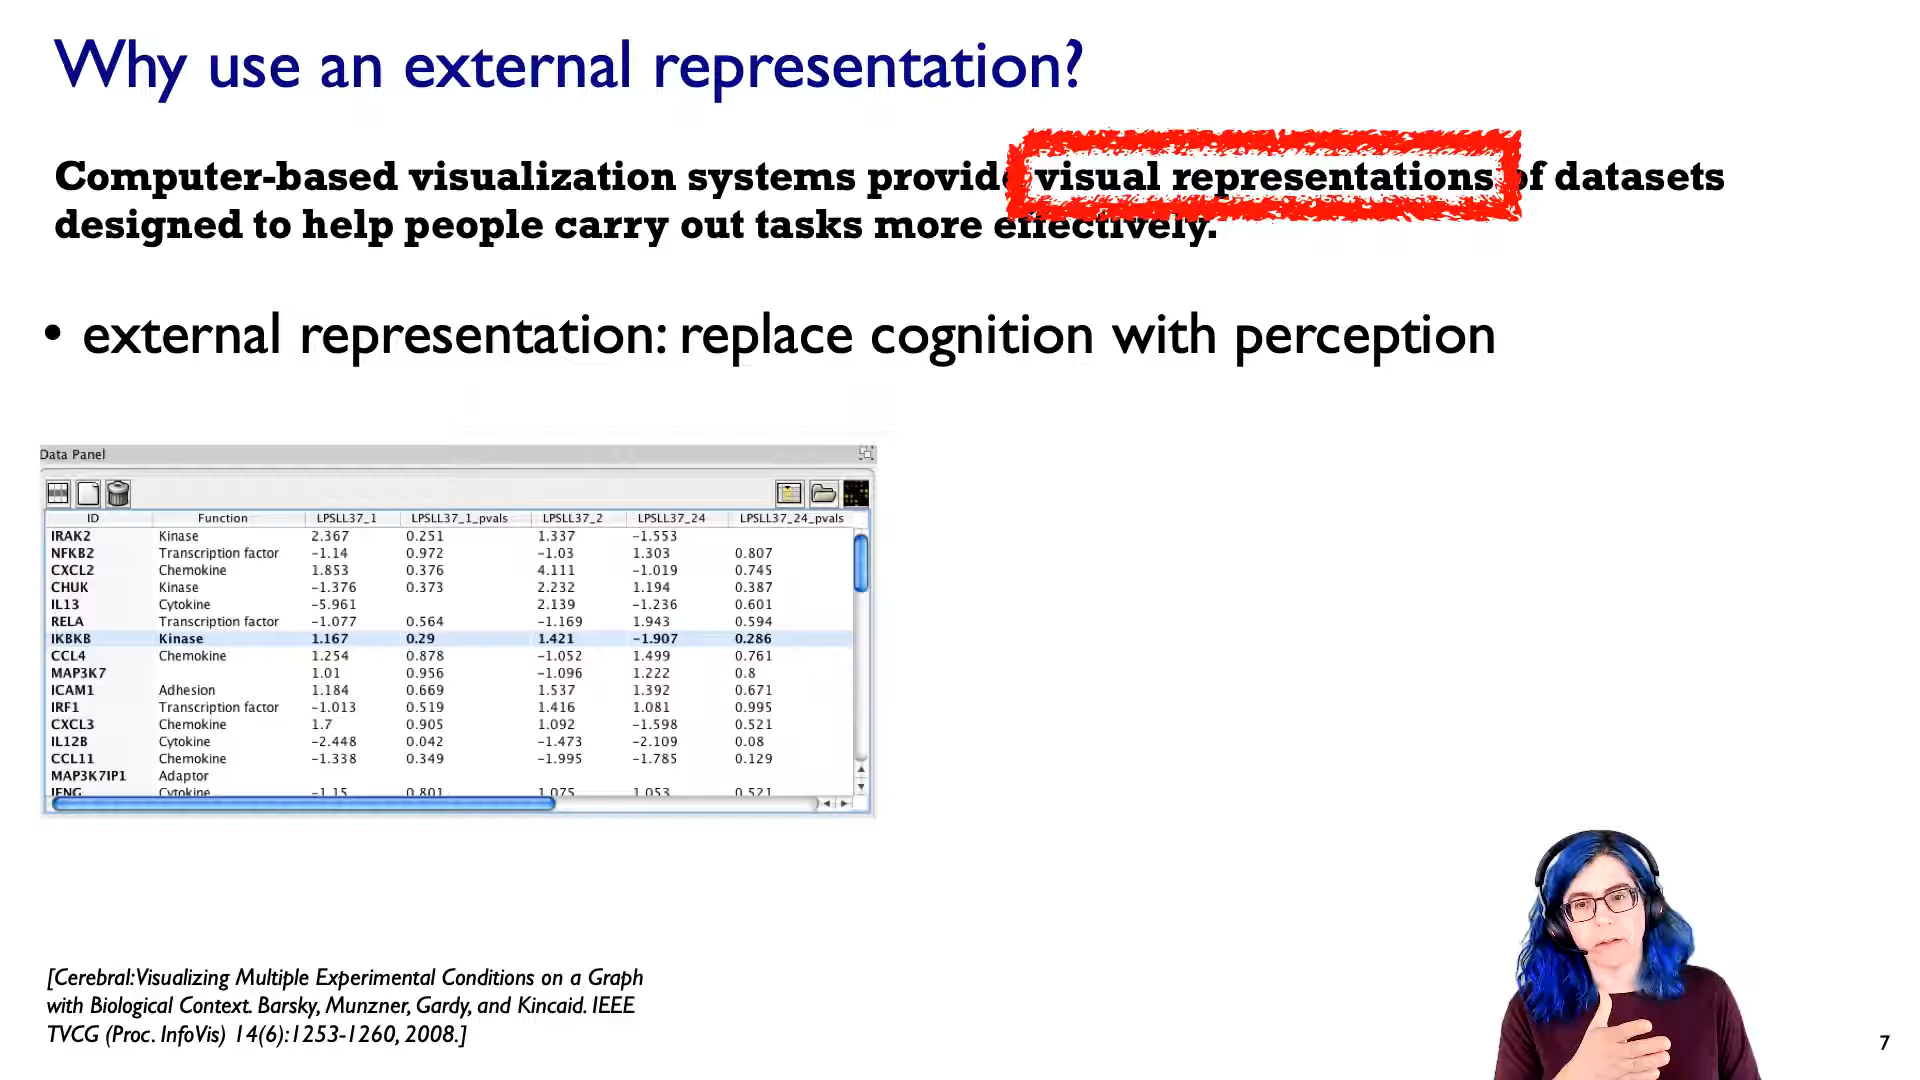 Why use an external representation?
Computer-based visualization systems provide visual representations of datasets
designed to help people carry out tasks more effectively.
• external representation: replace cognition with perception
Data Panel
ID Function LPSLL37_1 LPSLL37_1_pvals LPSLL37_2 LPSLL37_24 LPSLL37_24_pvals
IRAK2 Kinase 2.367 0.251 1.337 -1.553
NFKB2 Transcription factor -1.14 0.972 -1.03 1.303 0.807
CXCL2 Chemokine 1.853 0.376 4.111 -1.019 0.745
CHUK Kinase -1.376 0.373 2.232 1.194 0.387
IL13 Cytokine -5.961 2.139 -1.236 0.601
RELA Transcription factor -1.077 0.564 -1.169 1.943 0.594
IKBKB Kinase 1.167 0.29 1.421 -1.907 0.286
CCL4 Chemokine 1.254 0.878 -1.052 1.499 0.761
MAP3K7 1.01 0.956 -1.096 1.222 0.8
ICAM1 Adhesion 1.184 0.669 1.537 1.392 0.671
IRF1 Transcription factor -1.013 0.519 1.416 1.081 0.995
CXCL3 Chemokine 1.7 0.905 1.092 -1.598 0.521
IL12B Cytokine -2.448 0.042 -1.473 -2.109 0.08
CCL11 Chemokine -1.338 0.349 -1.995 -1.785 0.129
MAP3K7IP1 Adaptor
IFNG Cytokine -1.15 0.801 1.075 1.053 0.521
[Cerebral: Visualizing Multiple Experimental Conditions on a Graph
with Biological Context. Barsky, Munzner, Gardy, and Kincaid. IEEE
TVCG (Proc. InfoVis) 14(6):1253-1260, 2008.]
7